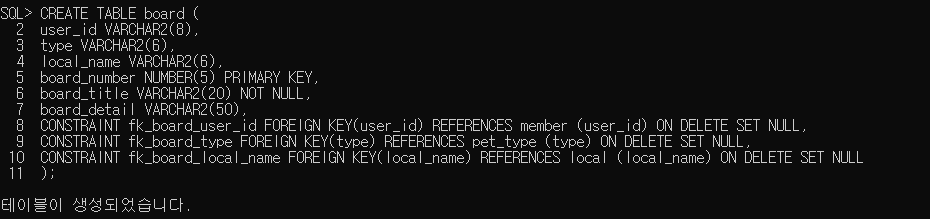 SQL> CREATE TABLE board (
  2  user_id VARCHAR2(8),
  3  type VARCHAR2(6),
  4  local_name VARCHAR2(6),
  5  board_number NUMBER(5) PRIMARY KEY,
  6  board_title VARCHAR2(20) NOT NULL,
  7  board_detail VARCHAR2(50),
  8  CONSTRAINT fk_board_user_id FOREIGN KEY(user_id) REFERENCES member (user_id) ON DELETE SET NULL,
  9  CONSTRAINT fk_board_type FOREIGN KEY(type) REFERENCES pet_type (type) ON DELETE SET NULL,
 10  CONSTRAINT fk_board_local_name FOREIGN KEY(local_name) REFERENCES local (local_name) ON DELETE SET NULL
 11  );
테이블이 생성되었습니다.